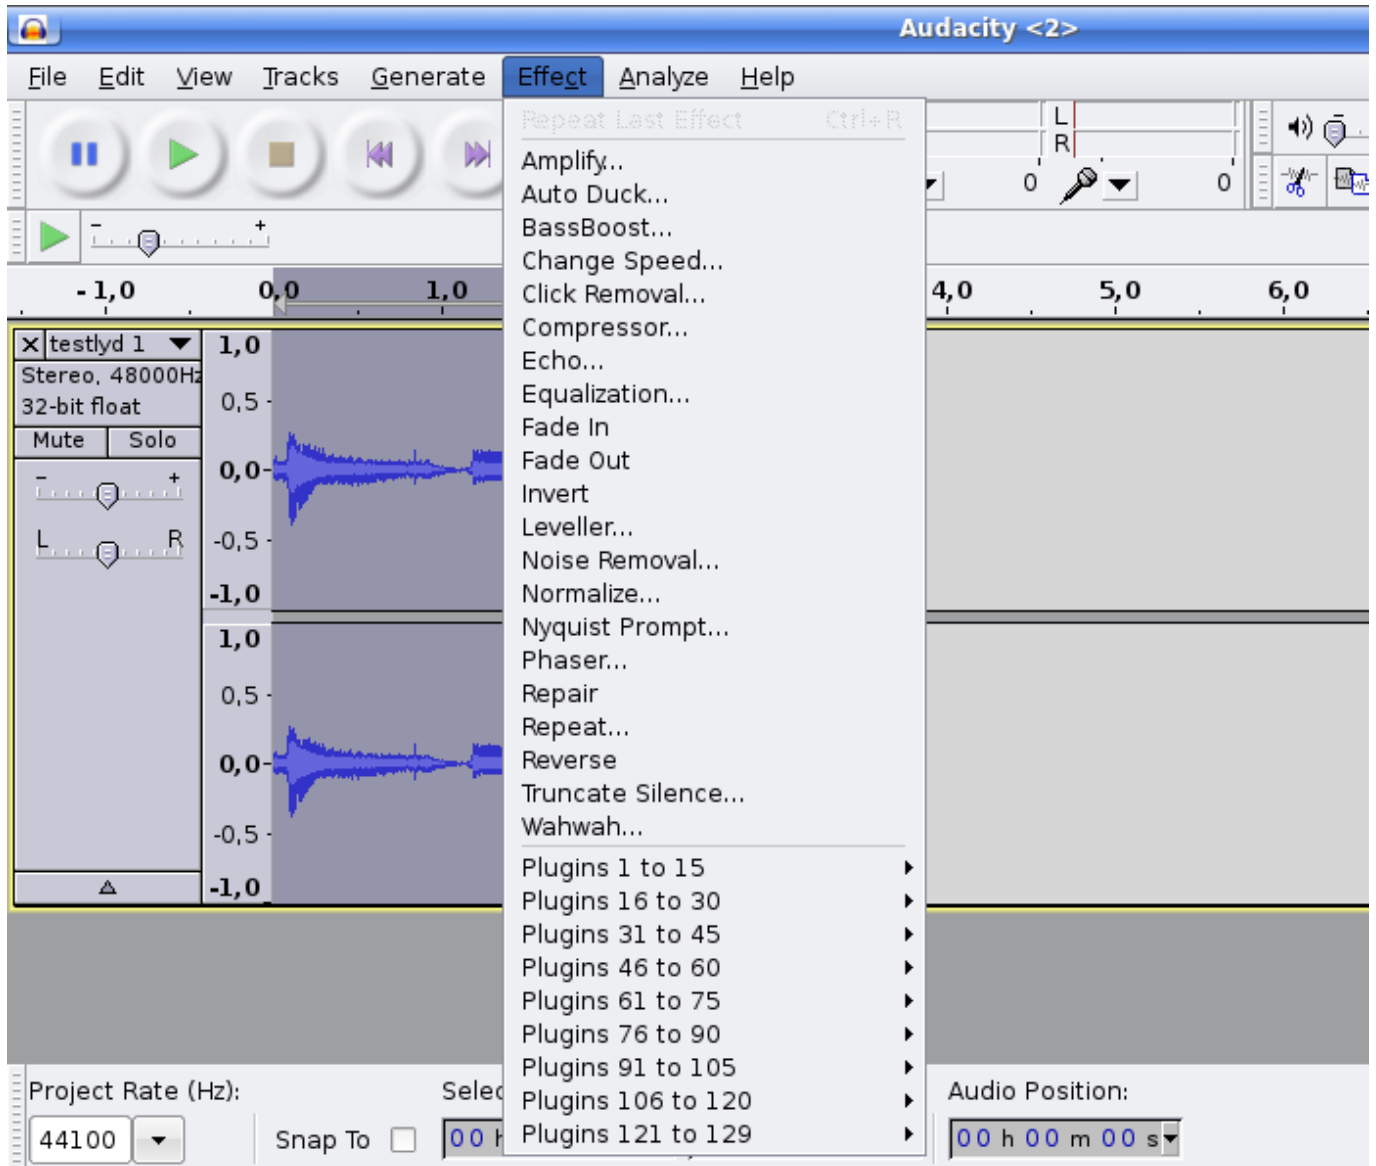 Audacity <2>
File Edit View Tracks Generate Effect Analyze Help
Repeat Last Effect Ctrl+R
L
R
0 0
- +
Amplify...
Auto Duck...
BassBoost...
Change Speed...
Click Removal...
Compressor...
Echo...
Equalization...
Fade In
Fade Out
Invert
Leveller...
Noise Removal...
Normalize...
Nyquist Prompt...
Phaser...
Repair
Repeat...
Reverse
Truncate Silence...
Wahwah...
Plugins 1 to 15
Plugins 16 to 30
Plugins 31 to 45
Plugins 46 to 60
Plugins 61 to 75
Plugins 76 to 90
Plugins 91 to 105
Plugins 106 to 120
Plugins 121 to 129
-1,0 0,0 1,0 4,0 5,0 6,0
testlyd 1
Stereo, 48000Hz
32-bit float
Mute Solo
- +
L R
1,0
0,5
0,0
-0,5
-1,0
1,0
0,5
0,0
-0,5
-1,0
Project Rate (Hz):
44100
Snap To
00 h
Audio Position:
00 h 00 m 00 s